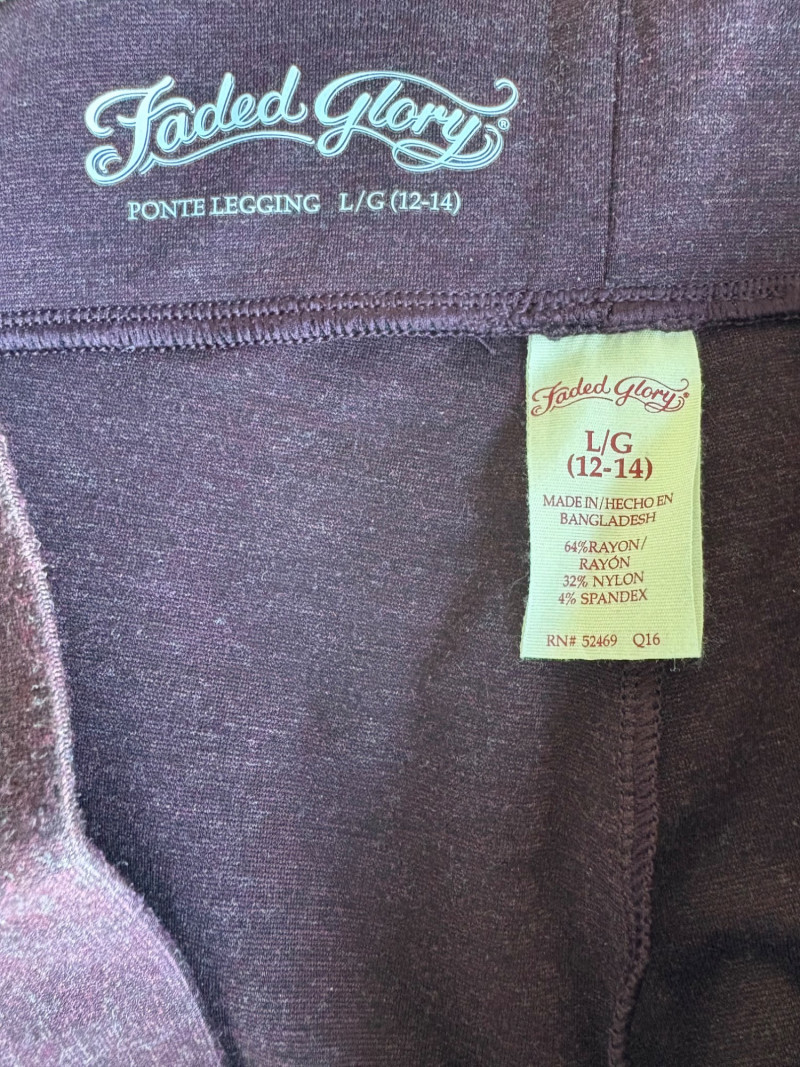 Faded Glory®
PONTE LEGGING L/G (12-14)
Faded Glory®
L/G
(12-14)
MADE IN/HECHO EN
BANGLADESH
64%RAYON/
RAYÓN
32% NYLON
4% SPANDEX
RN# 52469 Q16